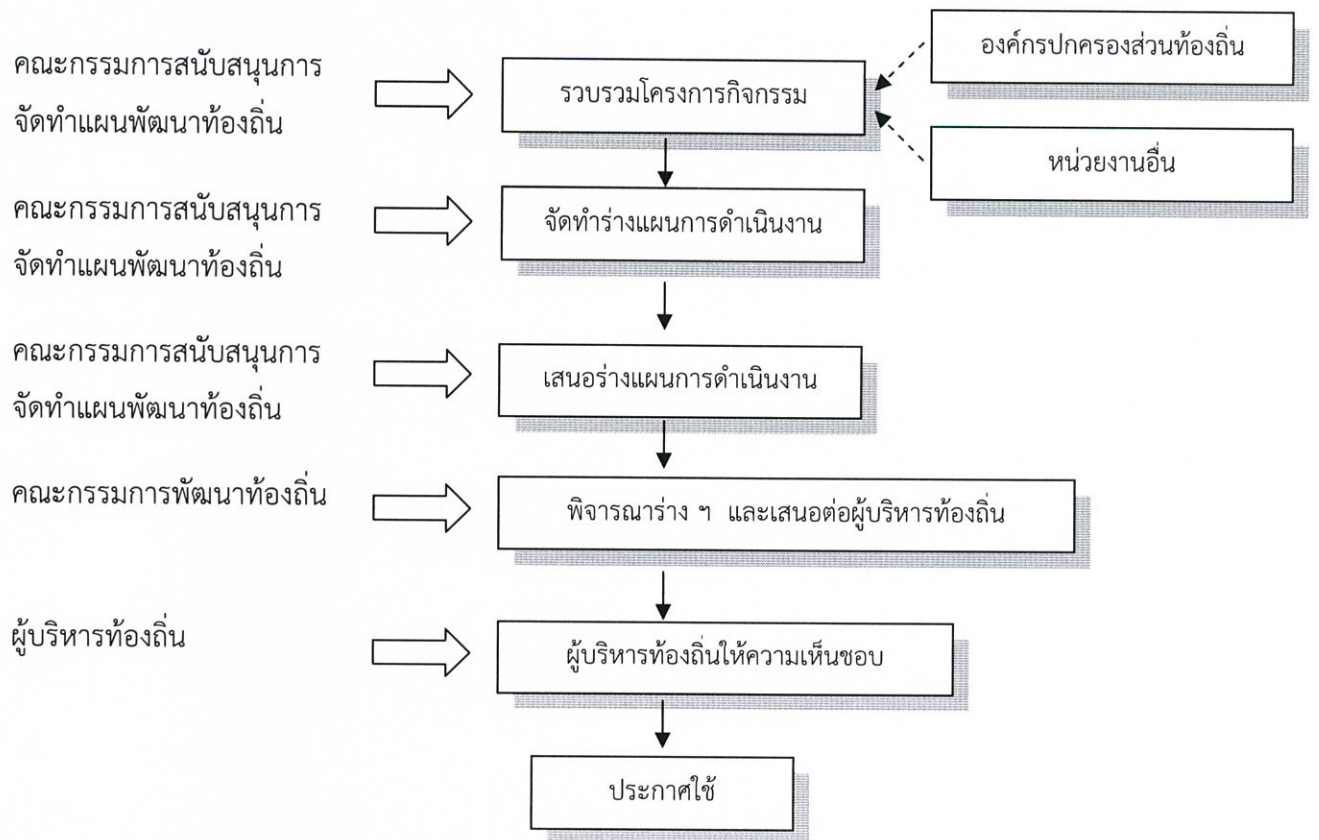 คณะกรรมการสนับสนุนการ
จัดทำแผนพัฒนาท้องถิ่น
รวบรวมโครงการกิจกรรม
องค์กรปกครองส่วนท้องถิ่น
หน่วยงานอื่น
คณะกรรมการสนับสนุนการ
จัดทำแผนพัฒนาท้องถิ่น
จัดทำร่างแผนการดำเนินงาน
คณะกรรมการสนับสนุนการ
จัดทำแผนพัฒนาท้องถิ่น
เสนอร่างแผนการดำเนินงาน
คณะกรรมการพัฒนาท้องถิ่น
พิจารณาร่าง ฯ และเสนอต่อผู้บริหารท้องถิ่น
ผู้บริหารท้องถิ่น
ผู้บริหารท้องถิ่นให้ความเห็นชอบ
ประกาศใช้